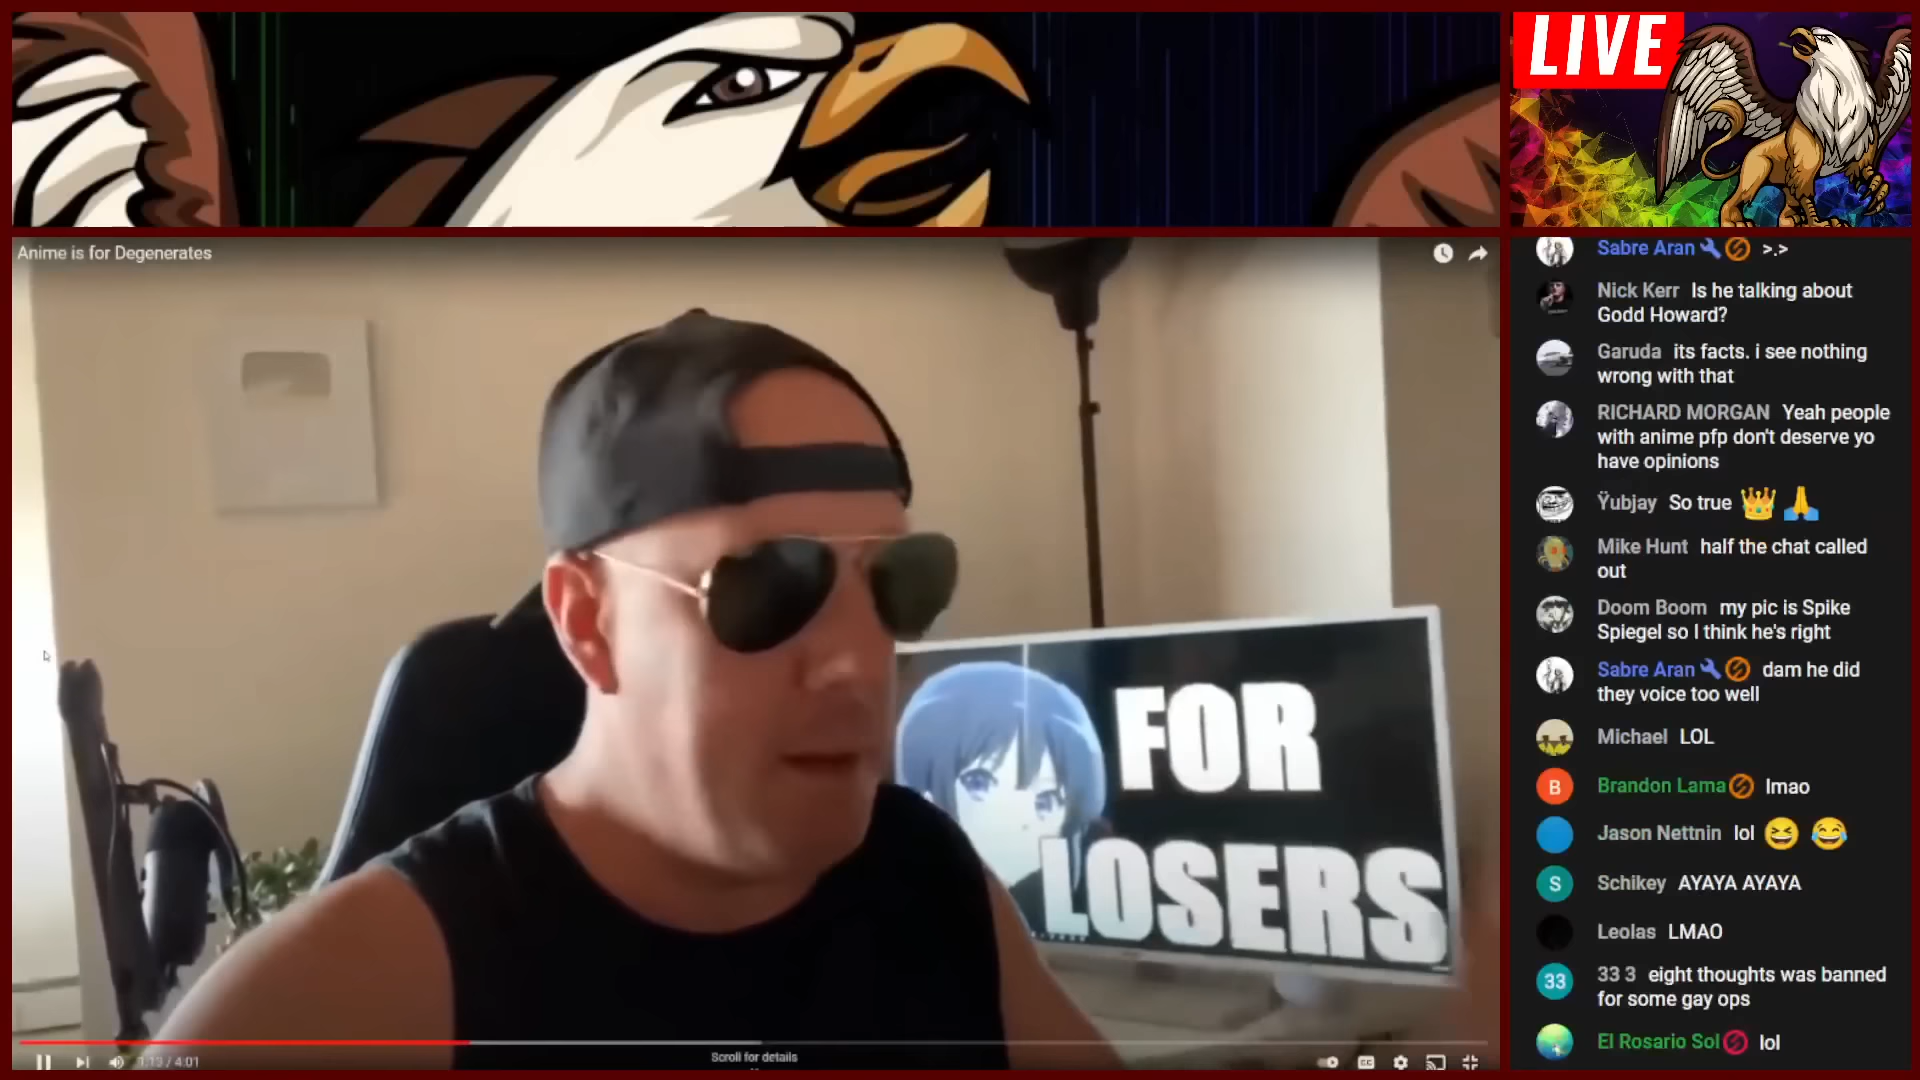 LIVE
Anime is for Degenerates
FOR
LOSERS
1:13 / 4:01
Scroll for details
CC
Sabre Aran >.>
Nick Kerr Is he talking about
Godd Howard?
Garuda its facts. i see nothing
wrong with that
RICHARD MORGAN Yeah people
with anime pfp don't deserve yo
have opinions
Ÿubjay So true
Mike Hunt half the chat called
out
Doom Boom my pic is Spike
Spiegel so I think he's right
Sabre Aran dam he did
they voice too well
Michael LOL
B
Brandon Lama lmao
Jason Nettnin lol
S
Schikey AYAYA AYAYA
Leolas LMAO
33
33 3 eight thoughts was banned
for some gay ops
El Rosario Sol lol